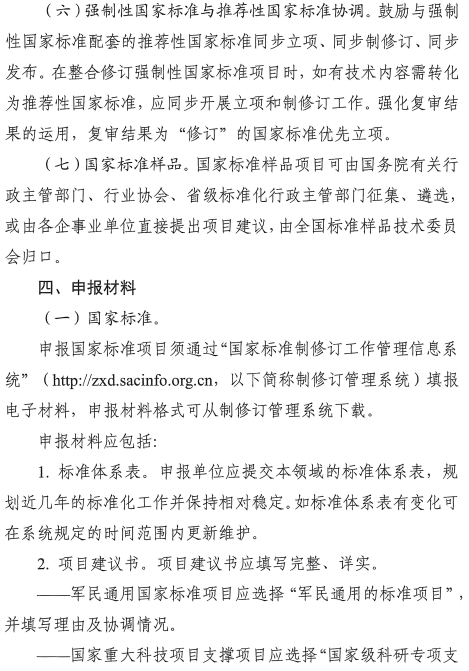 （六）强制性国家标准与推荐性国家标准协调。鼓励与强制
性国家标准配套的推荐性国家标准同步立项、同步制修订、同步
发布。在整合修订强制性国家标准项目时，如有技术内容需转化
为推荐性国家标准，应同步开展立项和制修订工作。强化复审结
果的运用，复审结果为“修订”的国家标准优先立项。
（七）国家标准样品。国家标准样品项目可由国务院有关行
政主管部门、行业协会、省级标准化行政主管部门征集、遴选，
或由各企事业单位直接提出项目建议，由全国标准样品技术委员
会归口。
四、申报材料
（一）国家标准。
申报国家标准项目须通过“国家标准制修订工作管理信息系
统”（http://zxd.sacinfo.org.cn，以下简称制修订管理系统）填报
电子材料，申报材料格式可从制修订管理系统下载。
申报材料应包括：
1. 标准体系表。申报单位应提交本领域的标准体系表，规
划近几年的标准化工作并保持相对稳定。如标准体系表有变化可
在系统规定的时间范围内更新维护。
2. 项目建议书。项目建议书应填写完整、详实。
——军民通用国家标准项目应选择“军民通用的标准项目”，
并填写理由及协调情况。
——国家重大科技项目支撑项目应选择“国家级科研专项支